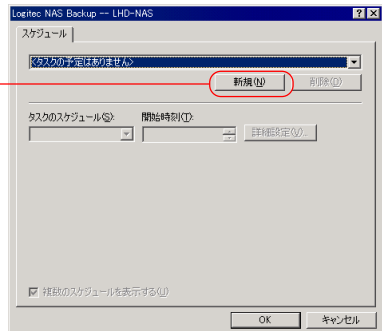 Logitec NAS Backup -- LHD-NAS
スケジュール
<タスクの予定はありません>
新規(N) 削除(D)
タスクのスケジュール(S): 開始時刻(T):
詳細設定(V)...
複数のスケジュールを表示する(U)
OK キャンセル